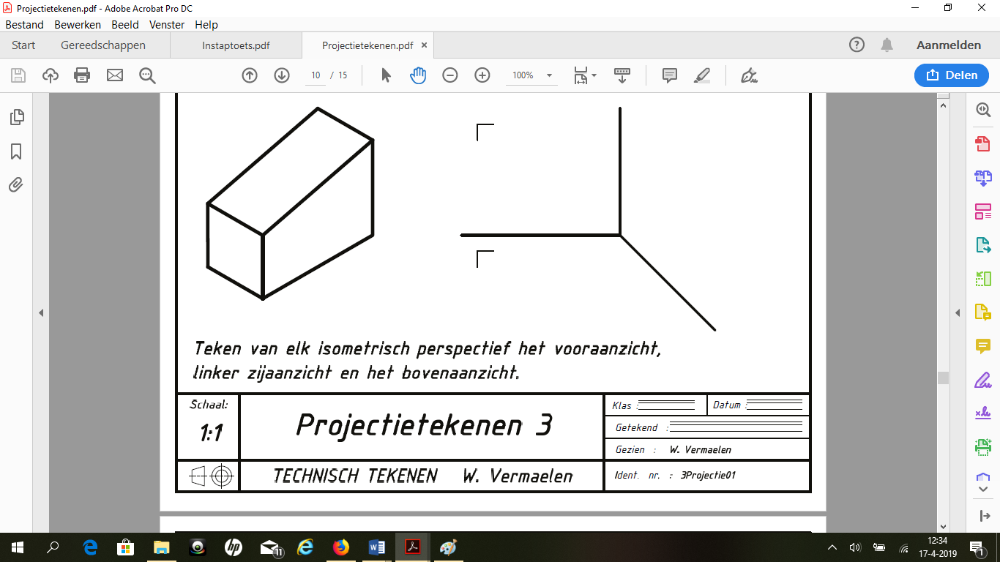 Projectietekenen.pdf - Adobe Acrobat Pro DC
Bestand Bewerken Beeld Venster Help
Start Gereedschappen Instaptoets.pdf Projectietekenen.pdf × Aanmelden
10 / 15 100% Delen
Teken van elk isometrisch perspectief het vooraanzicht,
linker zijaanzicht en het bovenaanzicht.
Schaal:
1:1
Projectietekenen 3
Klas : Datum :
Getekend :
Gezien : W. Vermaelen
TECHNISCH TEKENEN W. Vermaelen
Ident. nr. : 3Projectie01
11
12:34
17-4-2019
1